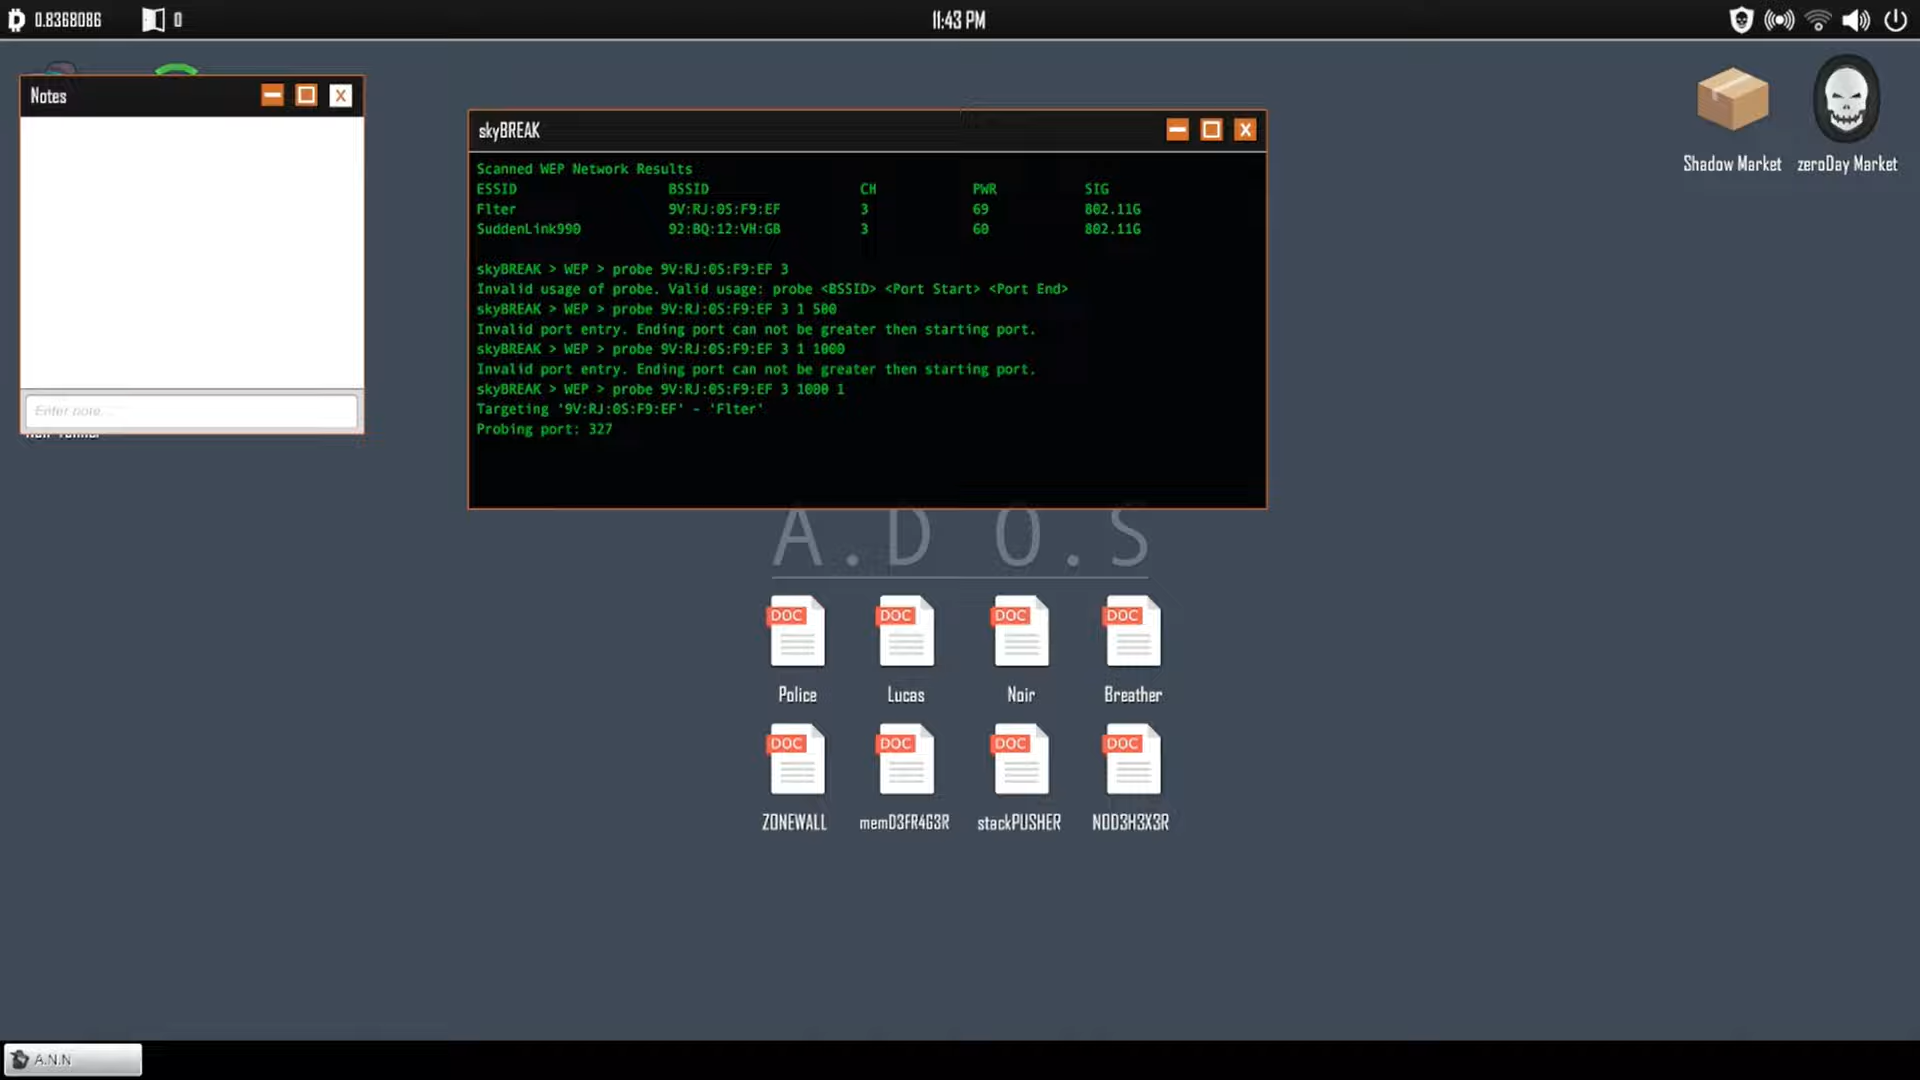 0.8368086
0
11:43 PM
Notes
Enter note...
skyBREAK
Scanned WEP Network Results
ESSID BSSID CH PWR SIG
Flter 9V:RJ:0S:F9:EF 3 69 802.11G
SuddenLink990 92:BQ:12:VH:GB 3 60 802.11G
skyBREAK > WEP > probe 9V:RJ:0S:F9:EF 3
Invalid usage of probe. Valid usage: probe <BSSID> <Port Start> <Port End>
skyBREAK > WEP > probe 9V:RJ:0S:F9:EF 3 1 500
Invalid port entry. Ending port can not be greater then starting port.
skyBREAK > WEP > probe 9V:RJ:0S:F9:EF 3 1 1000
Invalid port entry. Ending port can not be greater then starting port.
skyBREAK > WEP > probe 9V:RJ:0S:F9:EF 3 1000 1
Targeting '9V:RJ:0S:F9:EF' - 'Flter'
Probing port: 327
Shadow Market
zeroDay Market
A.D O.S
DOC DOC DOC DOC
Police Lucas Noir Breather
DOC DOC DOC DOC
ZONEWALL memD3FR4G3R stackPUSHER NOD3H3X3R
A.N.N